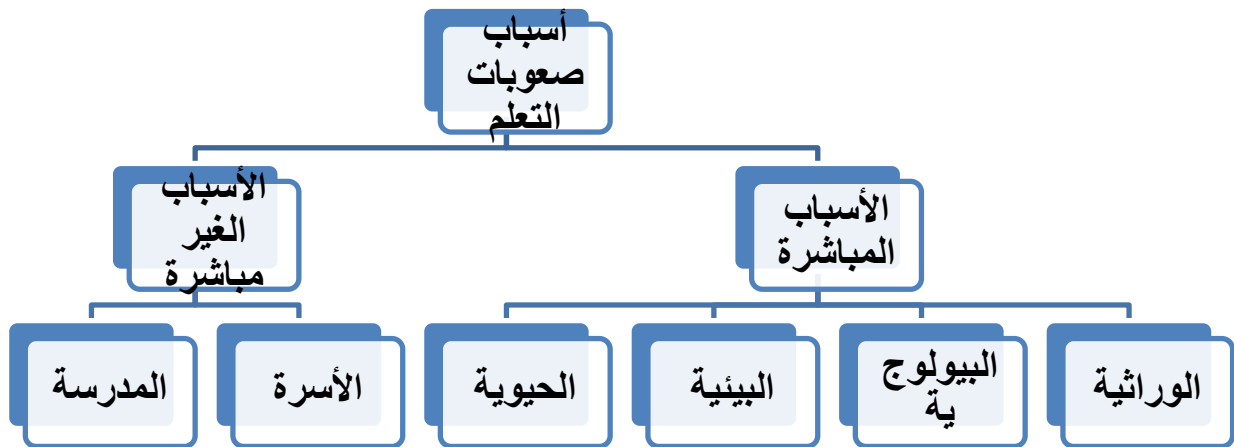 أسباب
صعوبات
التعلم
الأسباب
المباشرة
الأسباب
الغير
مباشرة
الوراثية
البيولوج
ية
البيئية
الحيوية
الأسرة
المدرسة